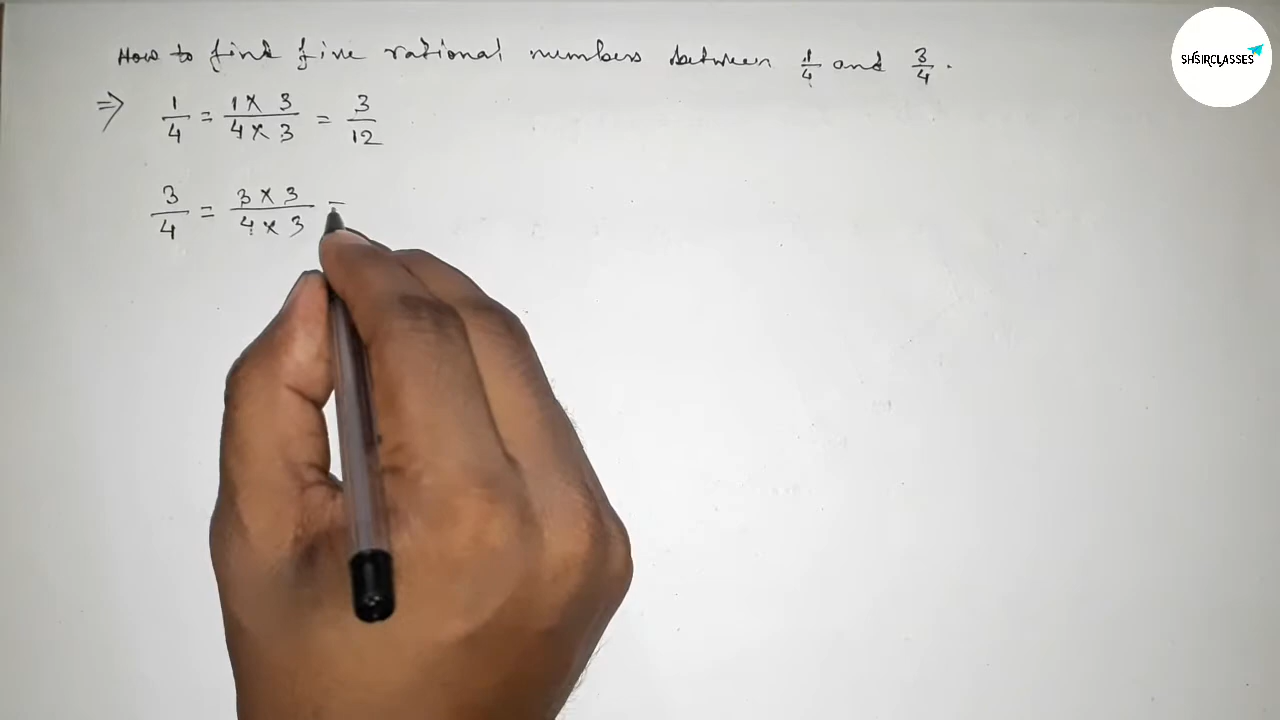 How to find five rational numbers between 1/4 and 3/4.
SHSIRCLASSES
⇒ 1/4 = 1 × 3 / 4 × 3 = 3/12
3/4 = 3 × 3 / 4 × 3 =